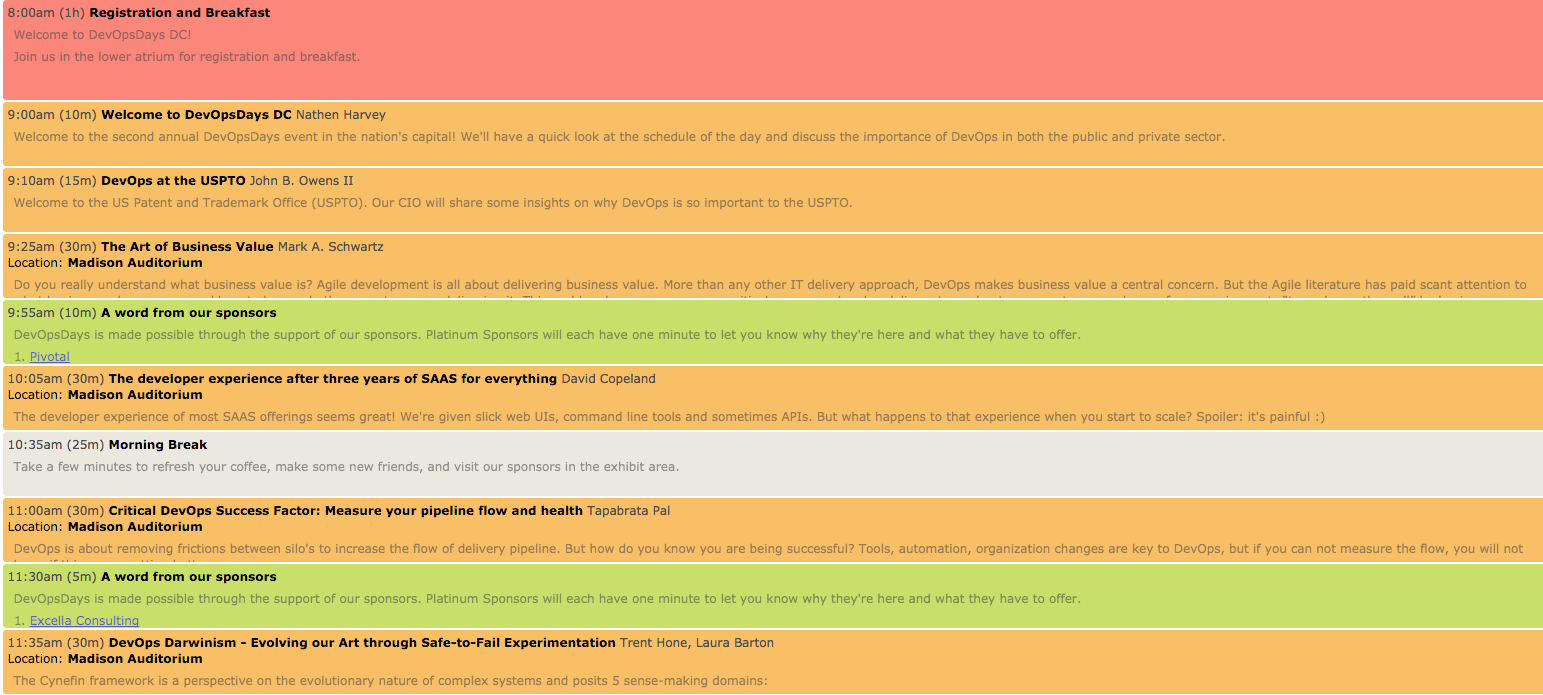 8:00am (1h) Registration and Breakfast
Welcome to DevOpsDays DC!
Join us in the lower atrium for registration and breakfast.
9:00am (10m) Welcome to DevOpsDays DC Nathen Harvey
Welcome to the second annual DevOpsDays event in the nation's capital! We'll have a quick look at the schedule of the day and discuss the importance of DevOps in both the public and private sector.
9:10am (15m) DevOps at the USPTO John B. Owens II
Welcome to the US Patent and Trademark Office (USPTO). Our CIO will share some insights on why DevOps is so important to the USPTO.
9:25am (30m) The Art of Business Value Mark A. Schwartz
Location: Madison Auditorium
Do you really understand what business value is? Agile development is all about delivering business value. More than any other IT delivery approach, DevOps makes business value a central concern. But the Agile literature has paid scant attention to
9:55am (10m) A word from our sponsors
DevOpsDays is made possible through the support of our sponsors. Platinum Sponsors will each have one minute to let you know why they're here and what they have to offer.
1. Pivotal
10:05am (30m) The developer experience after three years of SAAS for everything David Copeland
Location: Madison Auditorium
The developer experience of most SAAS offerings seems great! We're given slick web UIs, command line tools and sometimes APIs. But what happens to that experience when you start to scale? Spoiler: it's painful :)
10:35am (25m) Morning Break
Take a few minutes to refresh your coffee, make some new friends, and visit our sponsors in the exhibit area.
11:00am (30m) Critical DevOps Success Factor: Measure your pipeline flow and health Tapabrata Pal
Location: Madison Auditorium
DevOps is about removing frictions between silo's to increase the flow of delivery pipeline. But how do you know you are being successful? Tools, automation, organization changes are key to DevOps, but if you can not measure the flow, you will not
11:30am (5m) A word from our sponsors
DevOpsDays is made possible through the support of our sponsors. Platinum Sponsors will each have one minute to let you know why they're here and what they have to offer.
1. Excella Consulting
11:35am (30m) DevOps Darwinism - Evolving our Art through Safe-to-Fail Experimentation Trent Hone, Laura Barton
Location: Madison Auditorium
The Cynefin framework is a perspective on the evolutionary nature of complex systems and posits 5 sense-making domains: